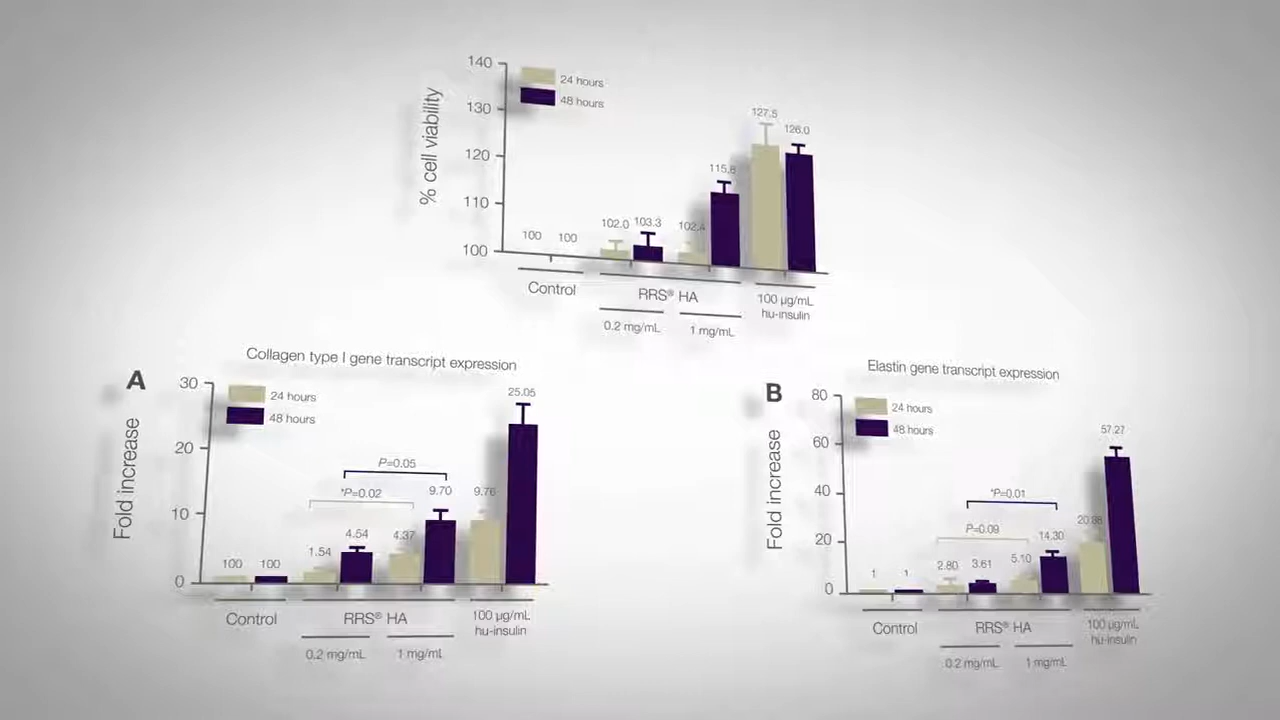 140
24 hours
48 hours
130
120
110
100
% cell viability
100
100
102.0
103.3
102.4
115.8
127.5
126.0
Control
RRS® HA
100 µg/mL
hu-insulin
0.2 mg/mL
1 mg/mL
A
Collagen type I gene transcript expression
30
24 hours
48 hours
20
10
0
Fold increase
P=0.05
*P=0.02
100
100
1.54
4.54
4.37
9.70
9.76
25.05
Control
RRS® HA
100 µg/mL
hu-insulin
0.2 mg/mL
1 mg/mL
B
Elastin gene transcript expression
80
24 hours
48 hours
60
40
20
0
Fold increase
*P=0.01
P=0.09
1
1
2.80
3.61
5.10
14.30
20.86
57.27
Control
RRS® HA
100 µg/mL
hu-insulin
0.2 mg/mL
1 mg/mL